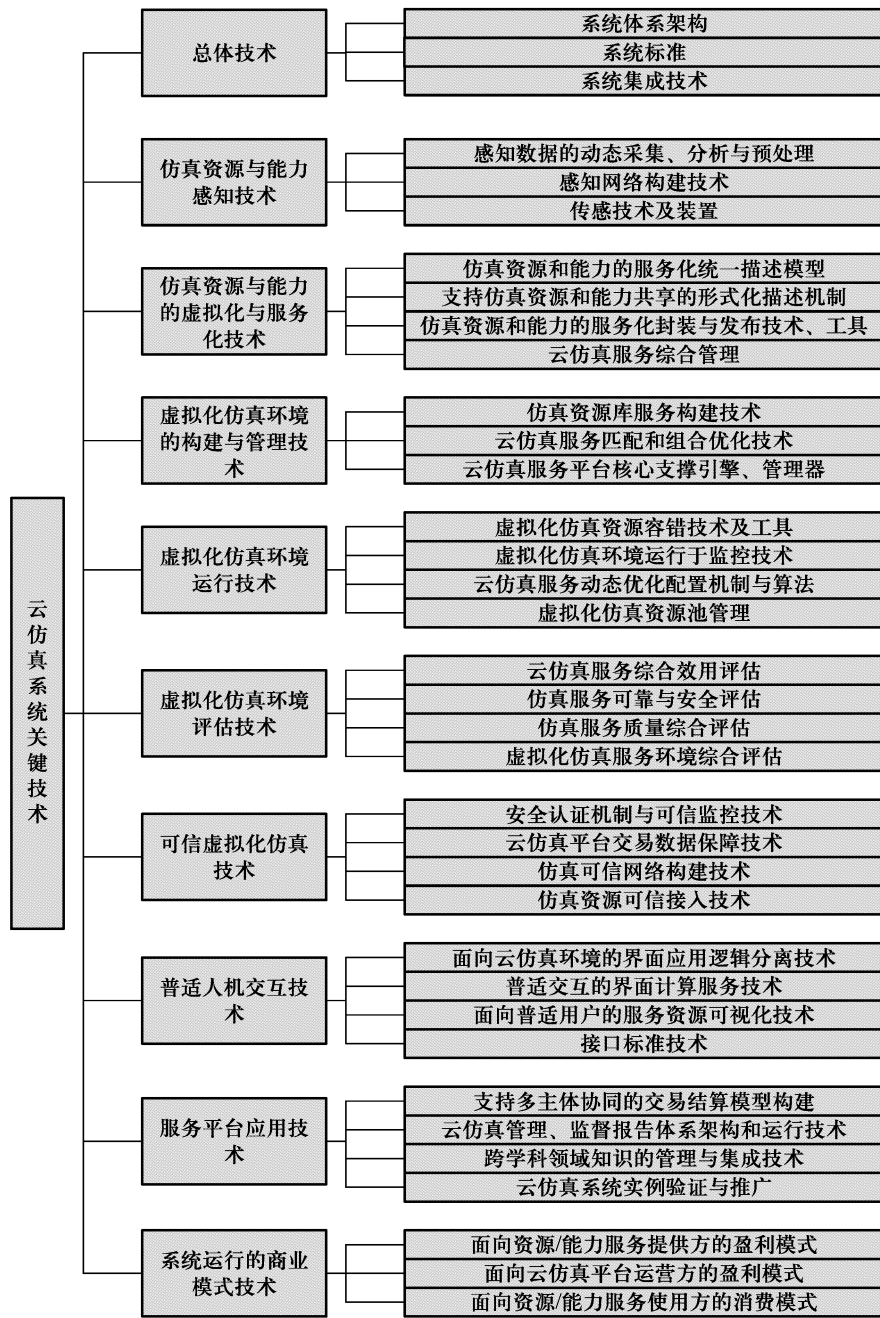 云仿真系统关键技术
总体技术
系统体系架构
系统标准
系统集成技术
仿真资源与能力
感知技术
感知数据的动态采集、分析与预处理
感知网络构建技术
传感技术及装置
仿真资源与能力
的虚拟化与服务
化技术
仿真资源和能力的服务化统一描述模型
支持仿真资源和能力共享的形式化描述机制
仿真资源和能力的服务化封装与发布技术、工具
云仿真服务综合管理
虚拟化仿真环境
的构建与管理技
术
仿真资源库服务构建技术
云仿真服务匹配和组合优化技术
云仿真服务平台核心支撑引擎、管理器
虚拟化仿真环境
运行技术
虚拟化仿真资源容错技术及工具
虚拟化仿真环境运行于监控技术
云仿真服务动态优化配置机制与算法
虚拟化仿真资源池管理
虚拟化仿真环境
评估技术
云仿真服务综合效用评估
仿真服务可靠与安全评估
仿真服务质量综合评估
虚拟化仿真服务环境综合评估
可信虚拟化仿真
技术
安全认证机制与可信监控技术
云仿真平台交易数据保障技术
仿真可信网络构建技术
仿真资源可信接入技术
普适人机交互技
术
面向云仿真环境的界面应用逻辑分离技术
普适交互的界面计算服务技术
面向普适用户的服务资源可视化技术
接口标准技术
服务平台应用技
术
支持多主体协同的交易结算模型构建
云仿真管理、监督报告体系架构和运行技术
跨学科领域知识的管理与集成技术
云仿真系统实例验证与推广
系统运行的商业
模式技术
面向资源/能力服务提供方的盈利模式
面向云仿真平台运营方的盈利模式
面向资源/能力服务使用方的消费模式